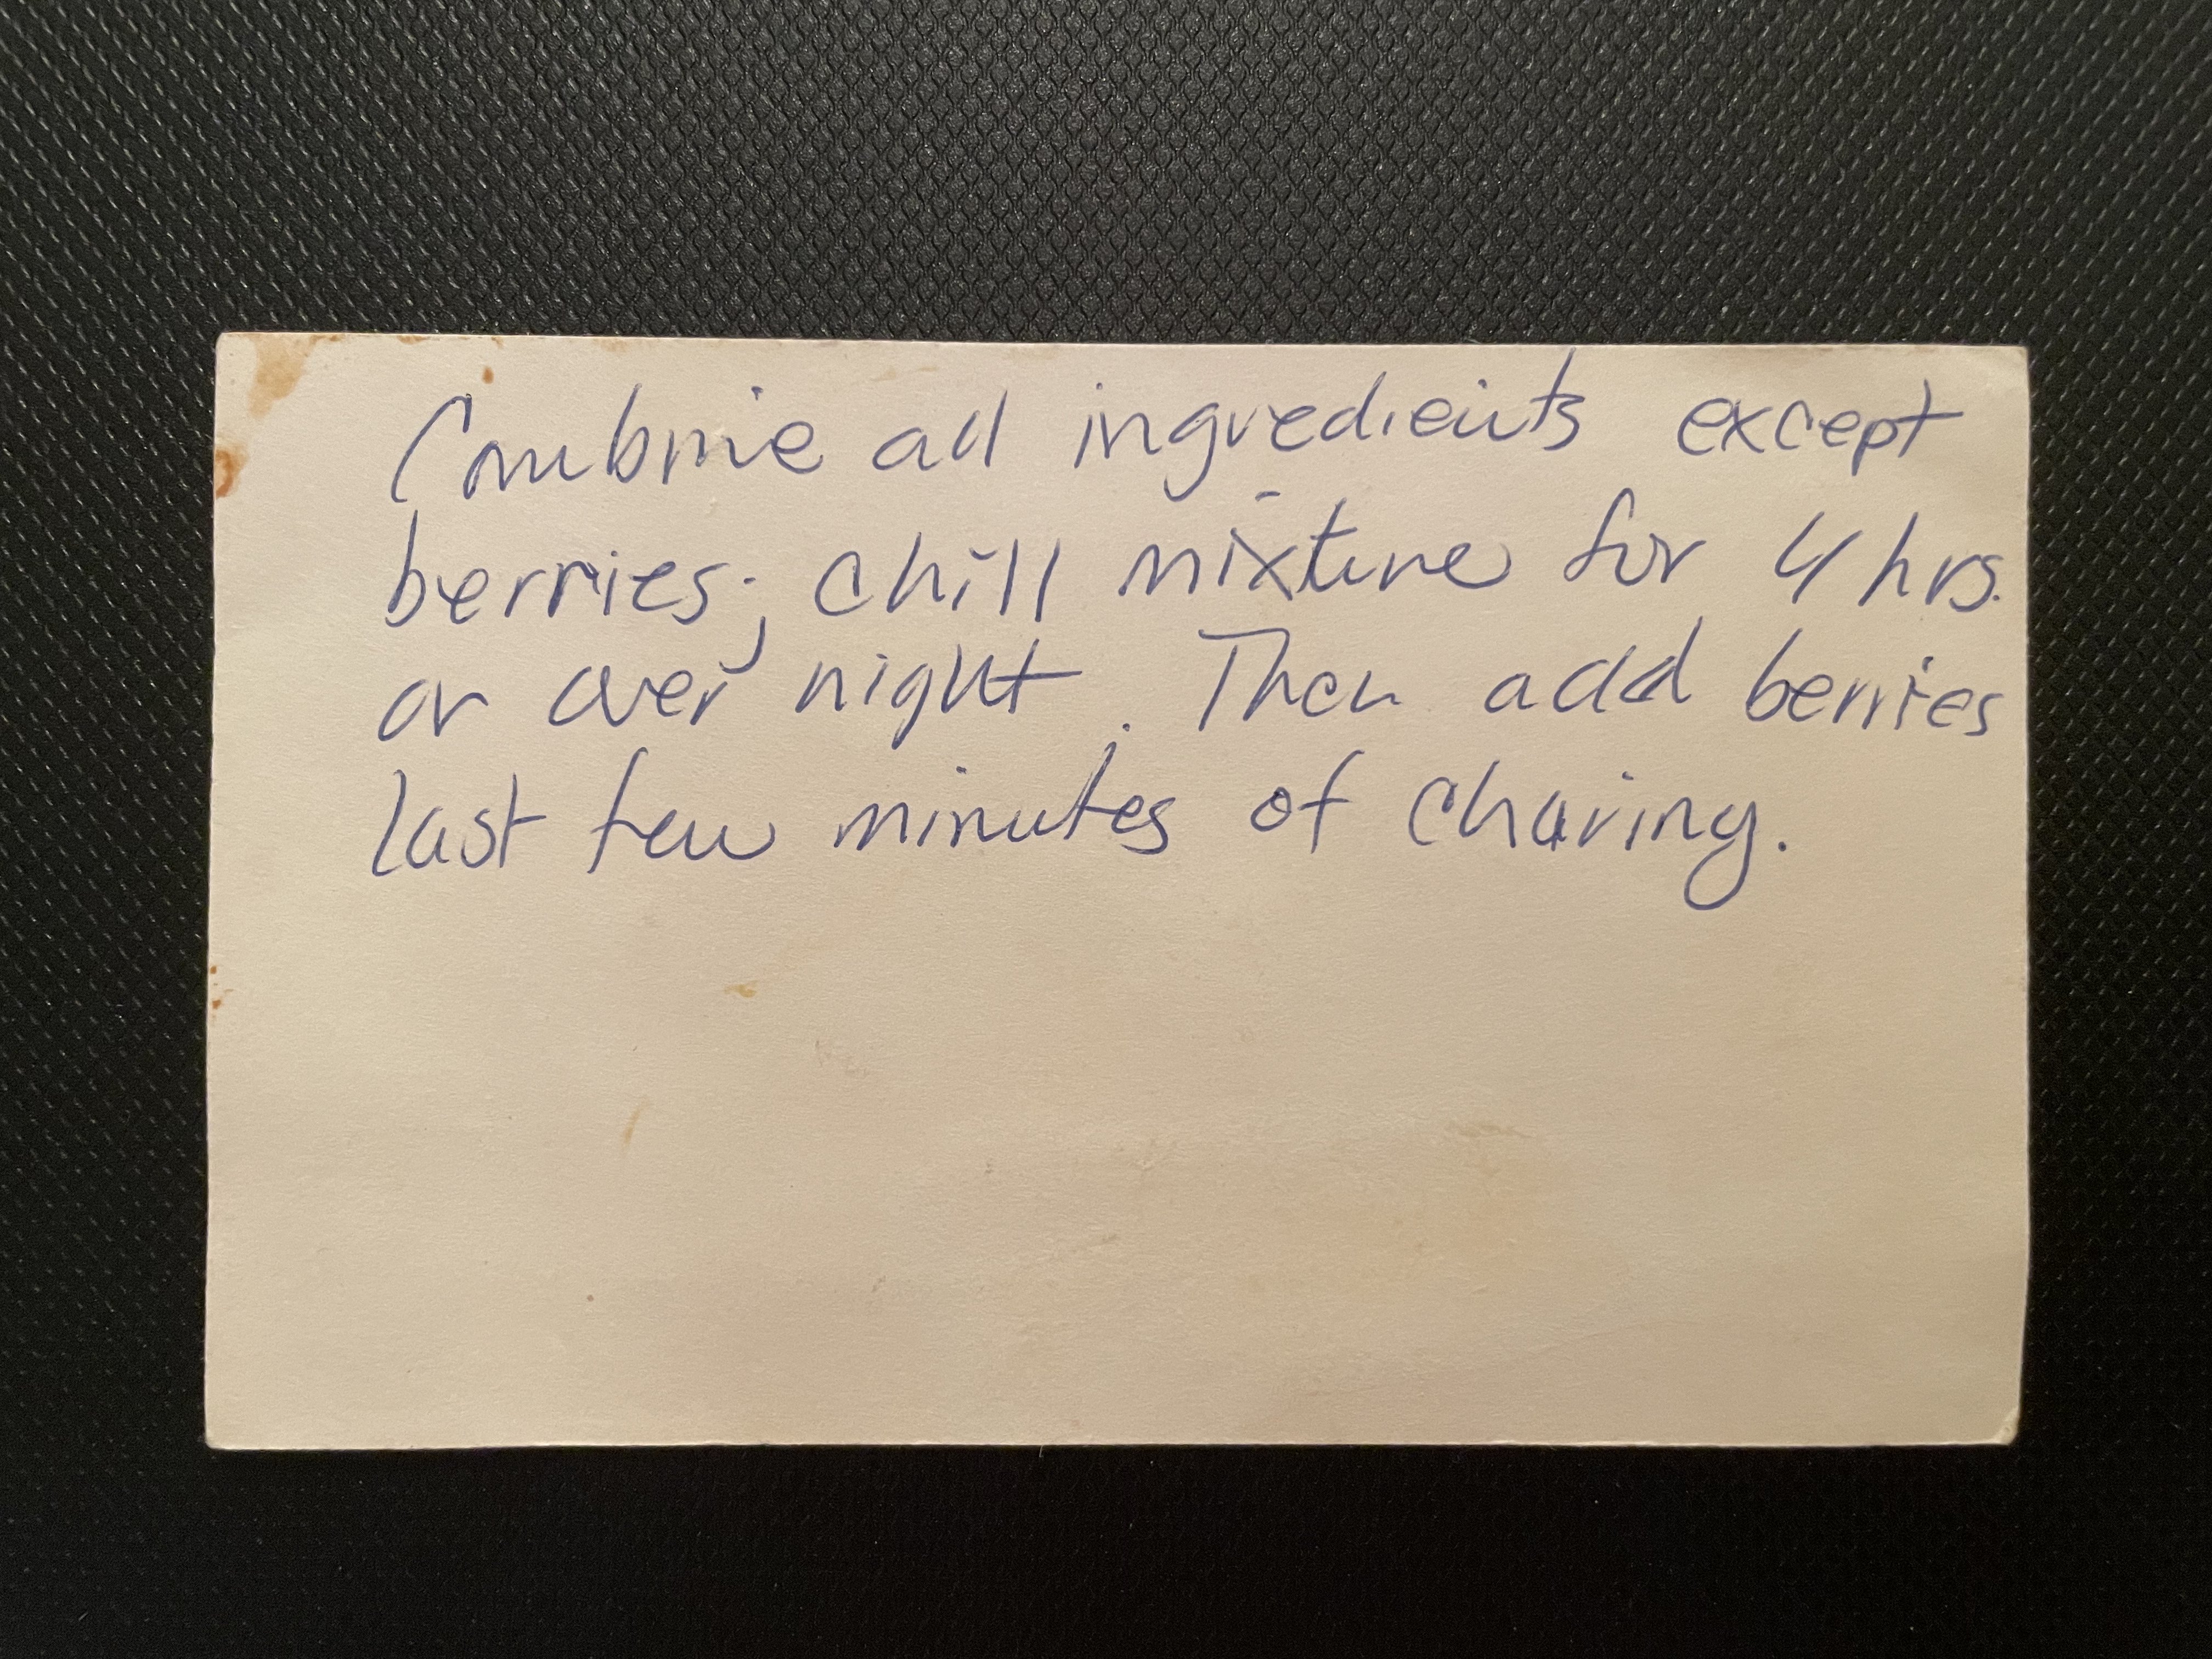 Combine all ingredients except
berries; chill mixture for 4 hrs.
or over night. Then add berries
last few minutes of charing.